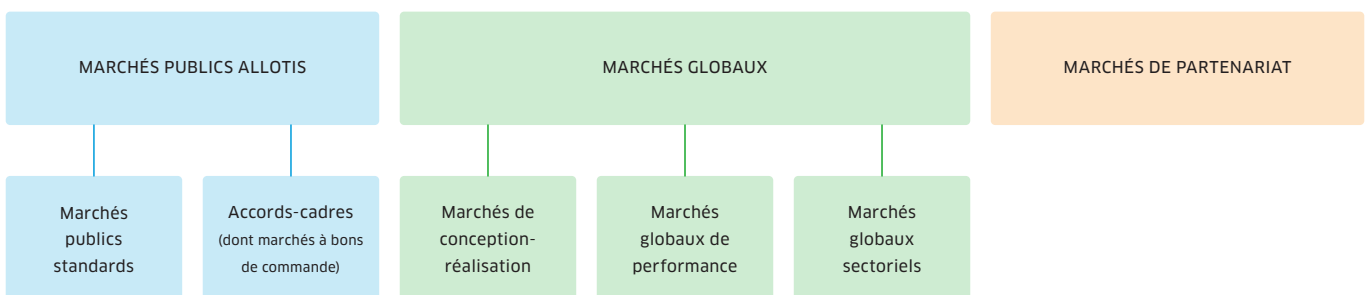 MARCHÉS PUBLICS ALLOTIS
MARCHÉS GLOBAUX
MARCHÉS DE PARTENARIAT
Marchés
publics
standards
Accords-cadres
(dont marchés à bons
de commande)
Marchés de
conception-
réalisation
Marchés
globaux de
performance
Marchés
globaux
sectoriels